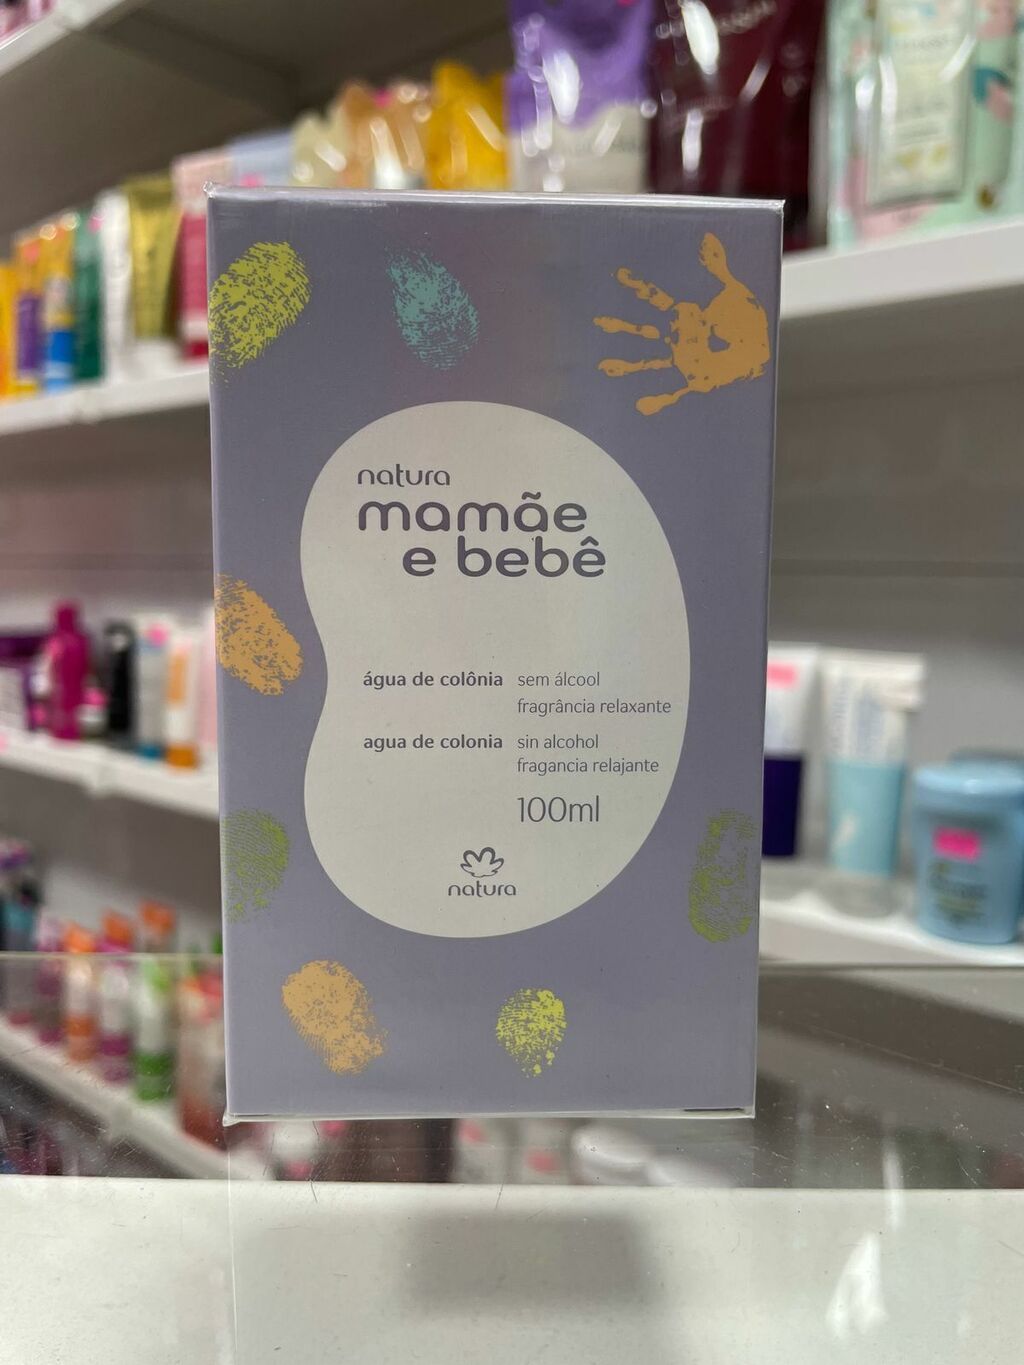 natura
mamãe
e bebê
água de colônia sem álcool
fragrância relaxante
agua de colonia sin alcohol
fragancia relajante
100ml
natura